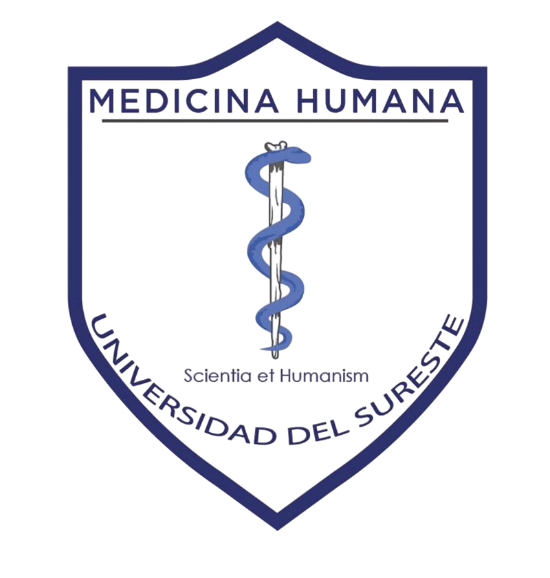 MEDICINA HUMANA
Scientia et Humanism
UNIVERSIDAD DEL SURESTE